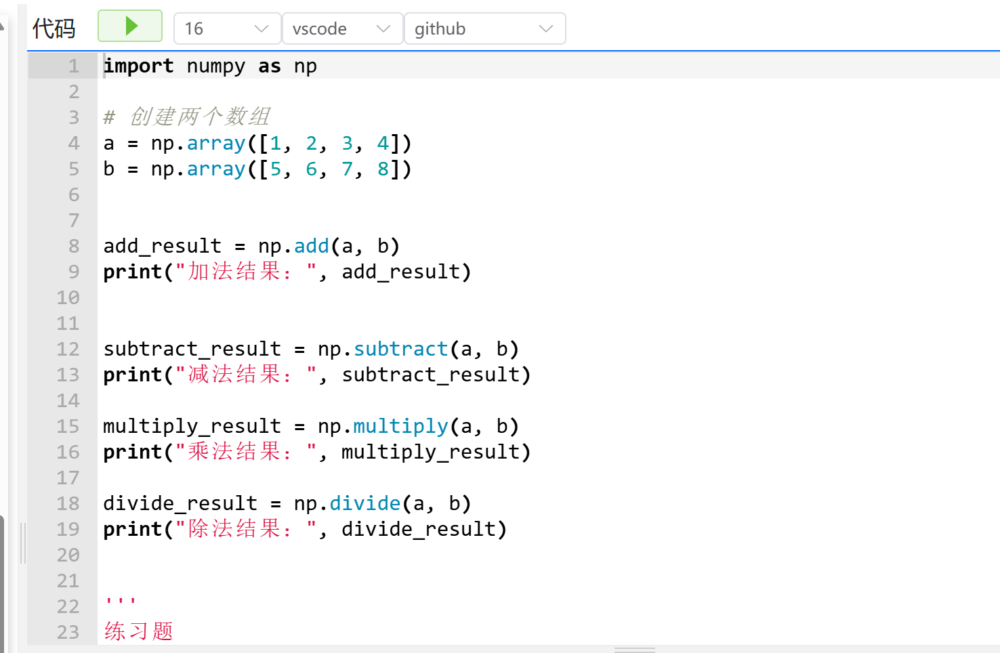 代码 16 vscode github
1 import numpy as np
2
3 # 创建两个数组
4 a = np.array([1, 2, 3, 4])
5 b = np.array([5, 6, 7, 8])
6
7
8 add_result = np.add(a, b)
9 print("加法结果：", add_result)
10
11
12 subtract_result = np.subtract(a, b)
13 print("减法结果：", subtract_result)
14
15 multiply_result = np.multiply(a, b)
16 print("乘法结果：", multiply_result)
17
18 divide_result = np.divide(a, b)
19 print("除法结果：", divide_result)
20
21
22 '''
23 练习题